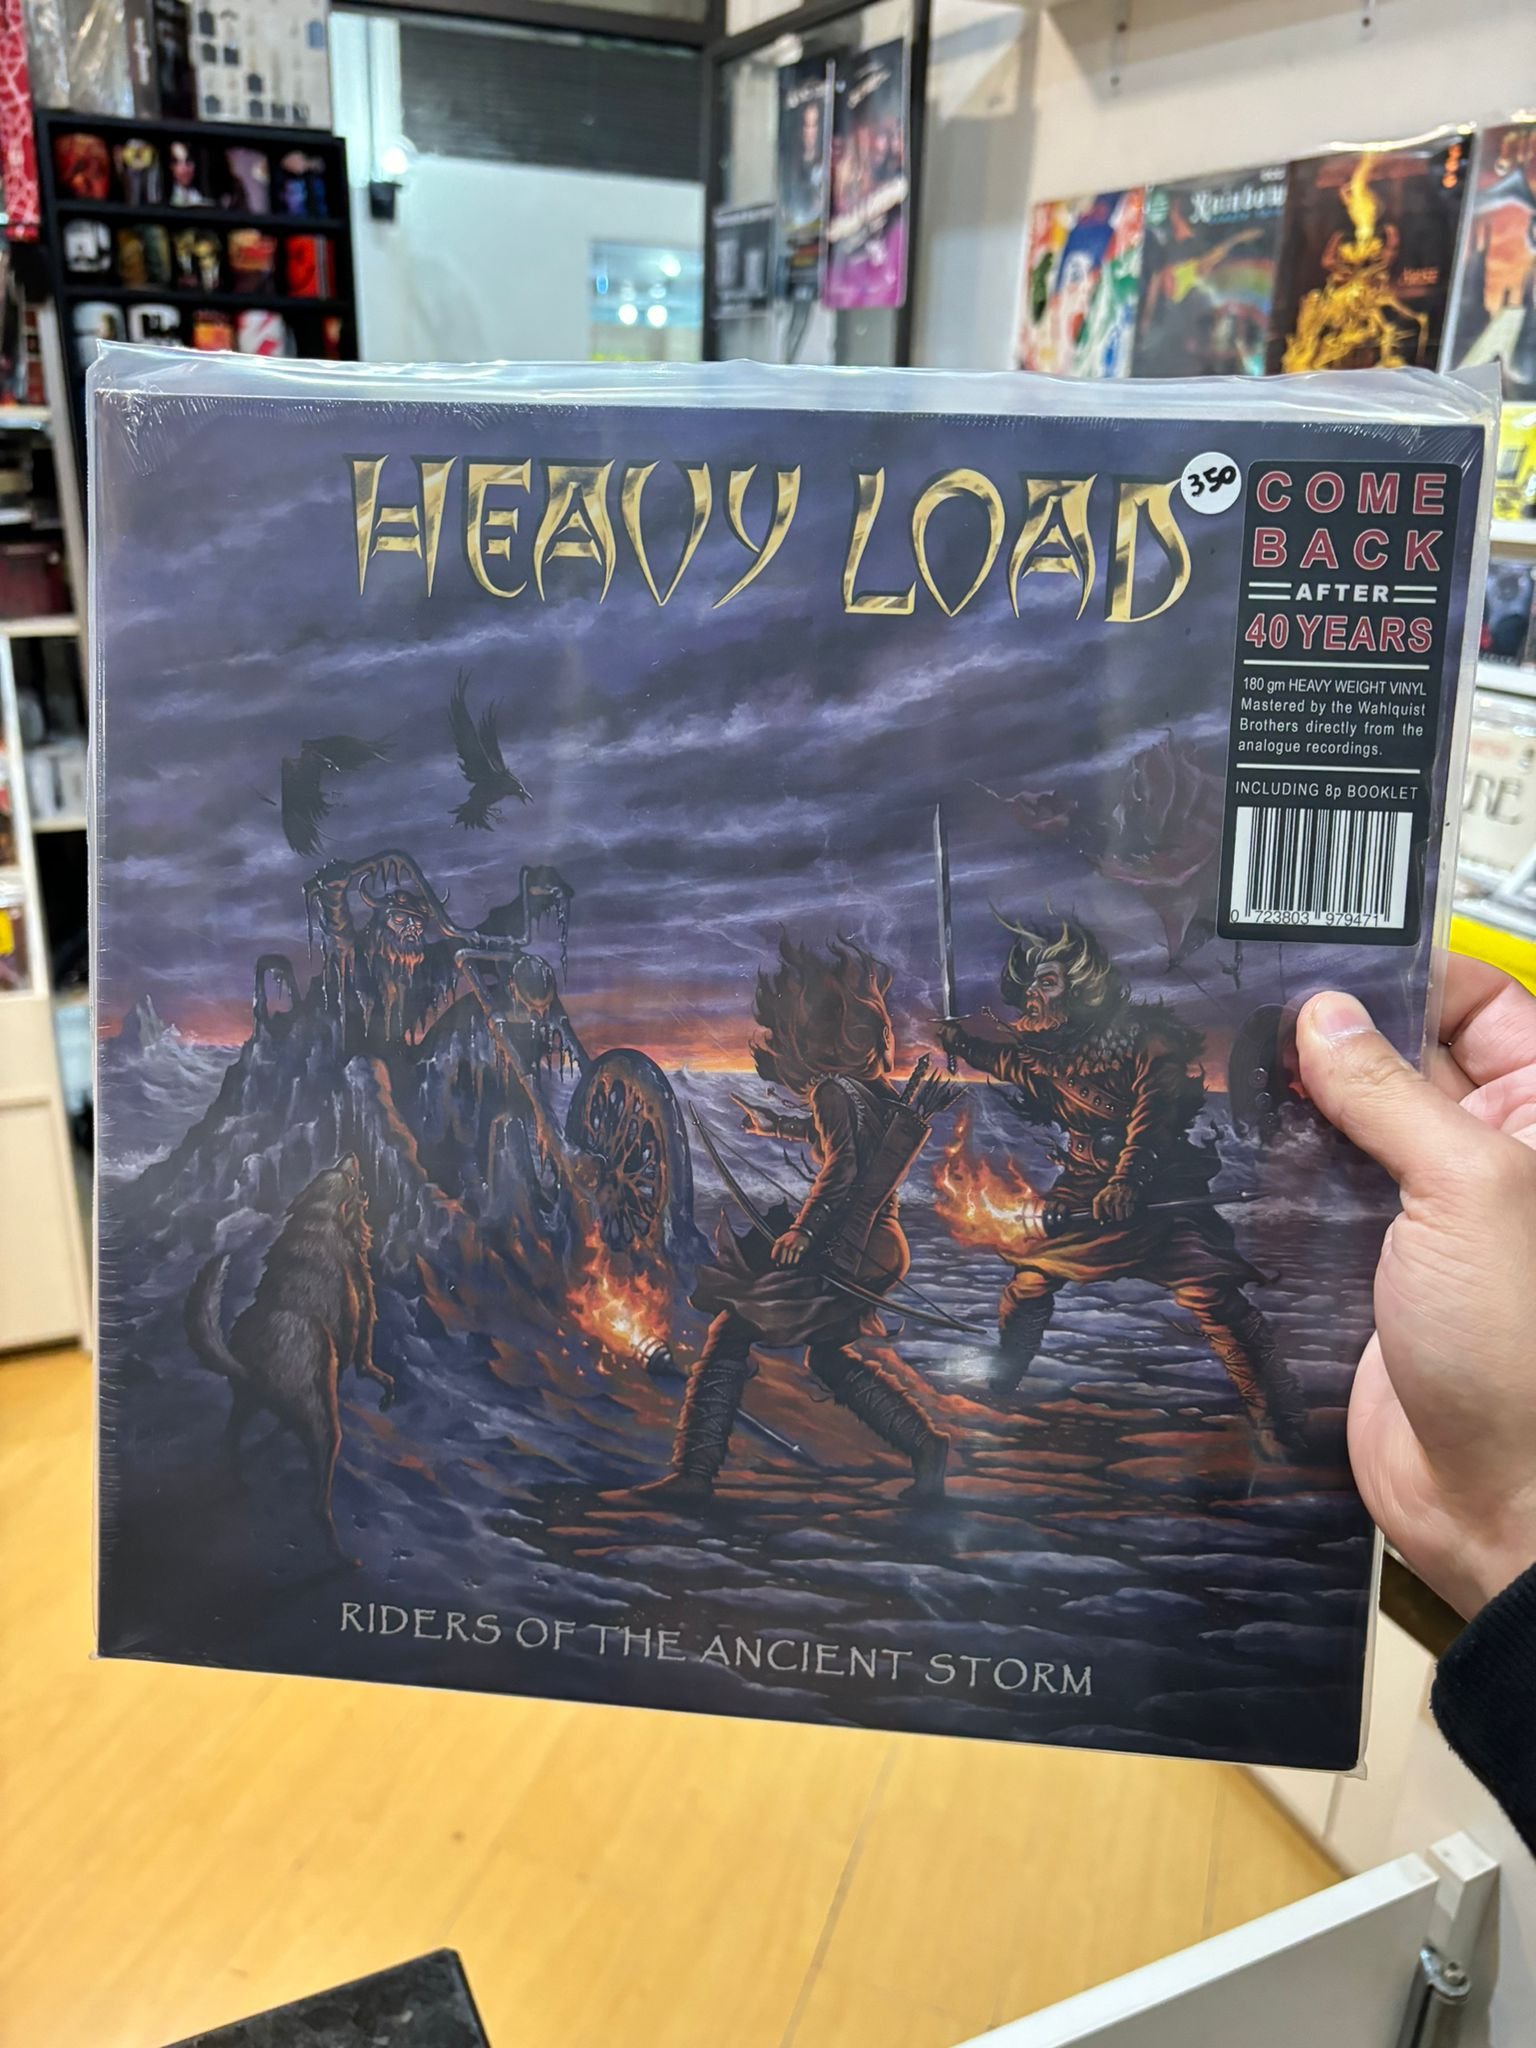 HEAVY LOAD
350
COME
BACK
AFTER
40 YEARS
180 gm HEAVY WEIGHT VINYL
Mastered by the Wahlquist
Brothers directly from the
analogue recordings.
INCLUDING 8p BOOKLET
0 723803 979471
RIDERS OF THE ANCIENT STORM
Rainbow